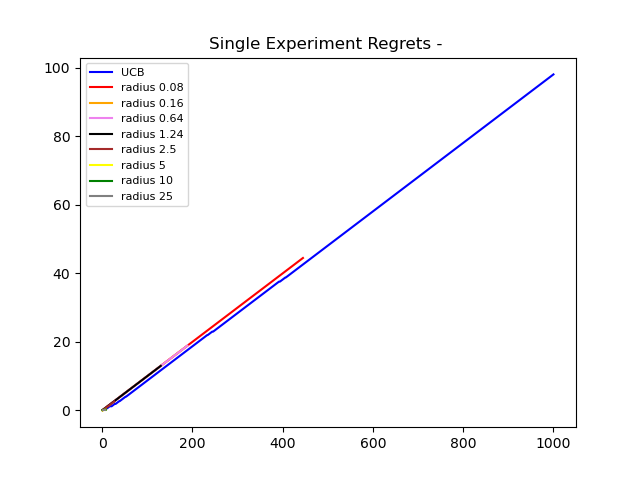 Single Experiment Regrets -
100
80
60
40
20
0
UCB
radius 0.08
radius 0.16
radius 0.64
radius 1.24
radius 2.5
radius 5
radius 10
radius 25
0 200 400 600 800 1000